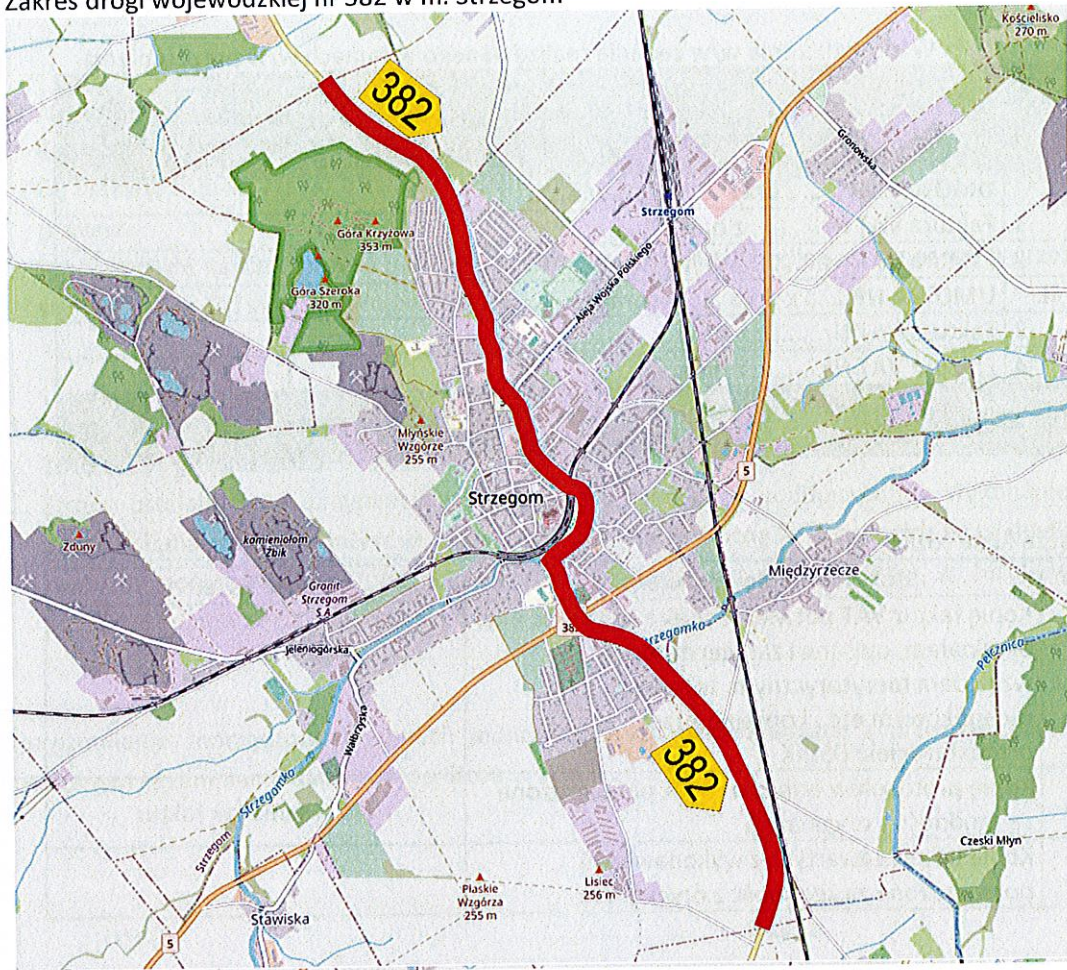 Zakres drogi wojewódzkiej nr 382 w m. Strzegom
Kościelisko
270 m
382
Gronowska
Strzegom
Góra Krzyżowa
353 m
Aleja Wojska Polskiego
Góra Szeroka
320 m
Młyńskie
Wzgórze
255 m
5
Strzegom
Zduny
kamieniołom
Żbik
Międzyrzecze
Granit
Strzegom
S.A.
Jeleniogórska
Strzegomka
Pełcznica
Wałbrzyska
382
Strzegomka
Strzegom
Czeski Młyn
Płaskie
Wzgórza
255 m
Lisiec
256 m
Stawiska
5